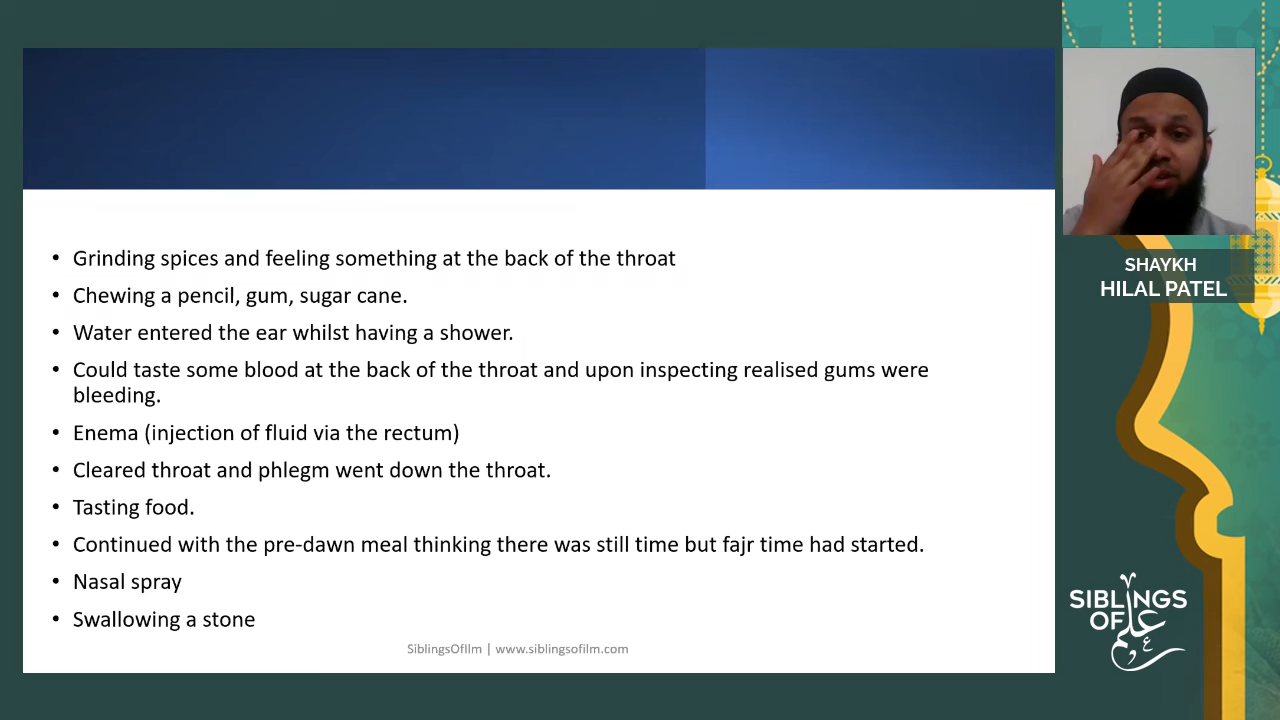 • Grinding spices and feeling something at the back of the throat
• Chewing a pencil, gum, sugar cane.
• Water entered the ear whilst having a shower.
• Could taste some blood at the back of the throat and upon inspecting realised gums were
bleeding.
• Enema (injection of fluid via the rectum)
• Cleared throat and phlegm went down the throat.
• Tasting food.
• Continued with the pre-dawn meal thinking there was still time but fajr time had started.
• Nasal spray
• Swallowing a stone
SiblingsOfIlm | www.siblingsofilm.com
SHAYKH
HILAL PATEL
SIBLINGS
OF علم